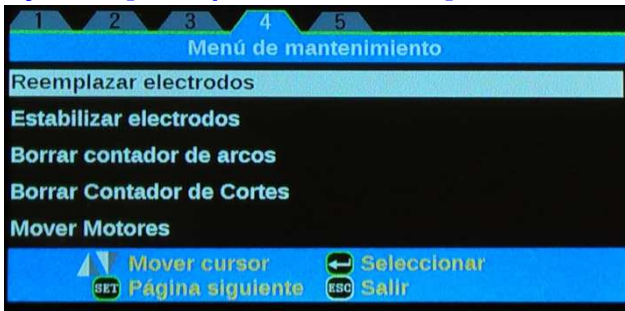 1 2 3 4 5
Menú de mantenimiento
Reemplazar electrodos
Estabilizar electrodos
Borrar contador de arcos
Borrar Contador de Cortes
Mover Motores
Mover cursor Seleccionar
SET Página siguiente ESC Salir